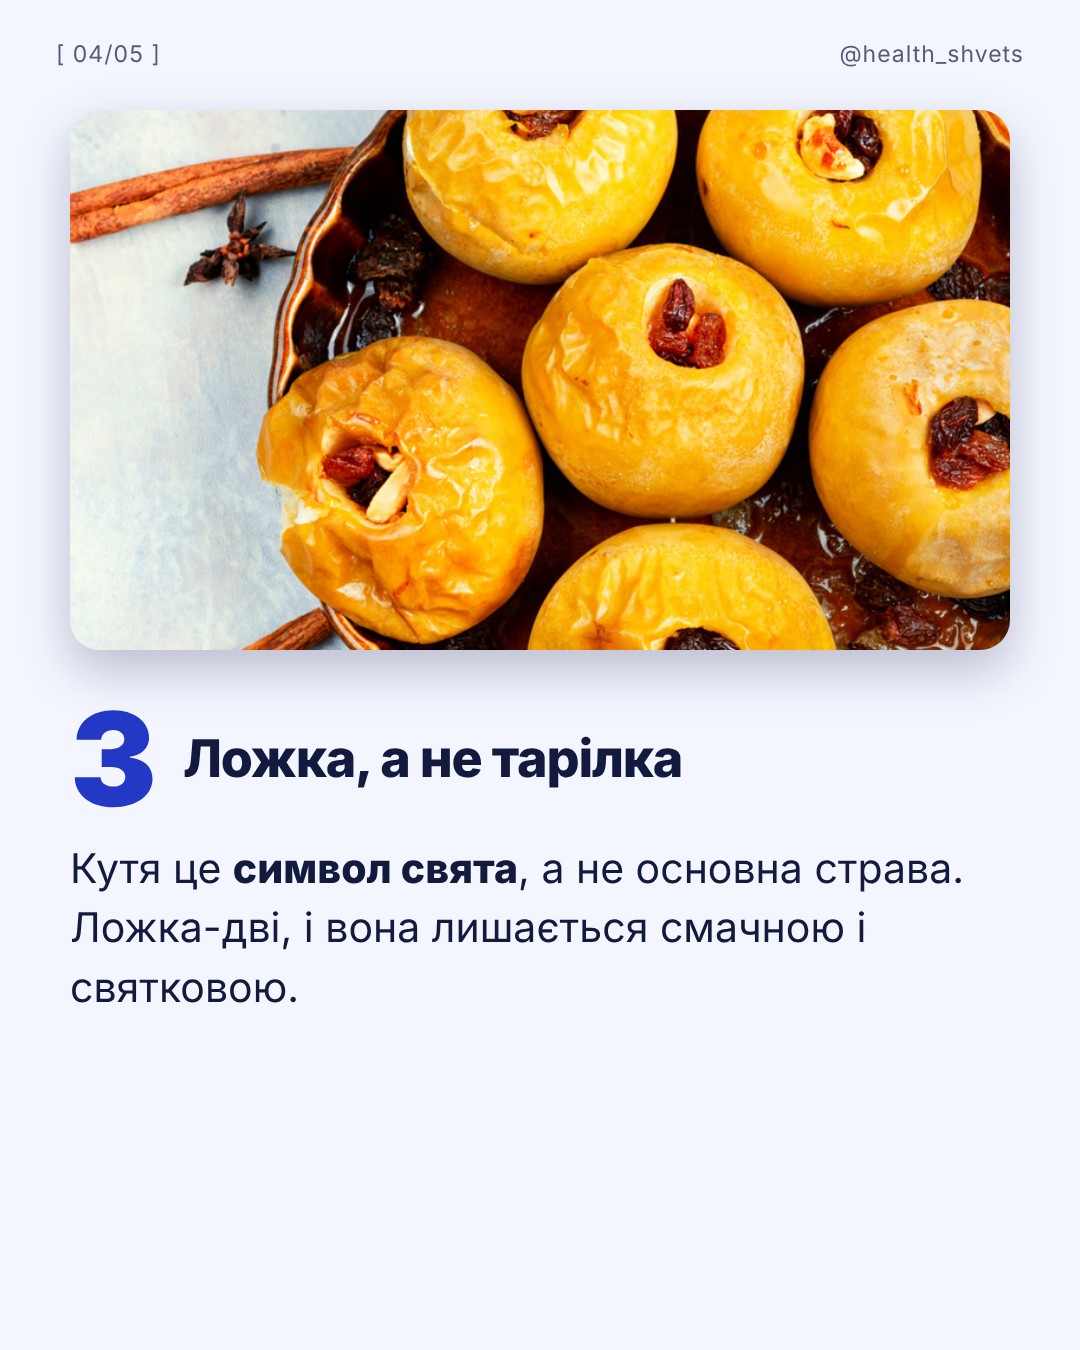 [ 04/05 ]
@health_shvets
3
Ложка, а не тарілка
Кутя це символ свята, а не основна страва.
Ложка-дві, і вона лишається смачною і
святковою.